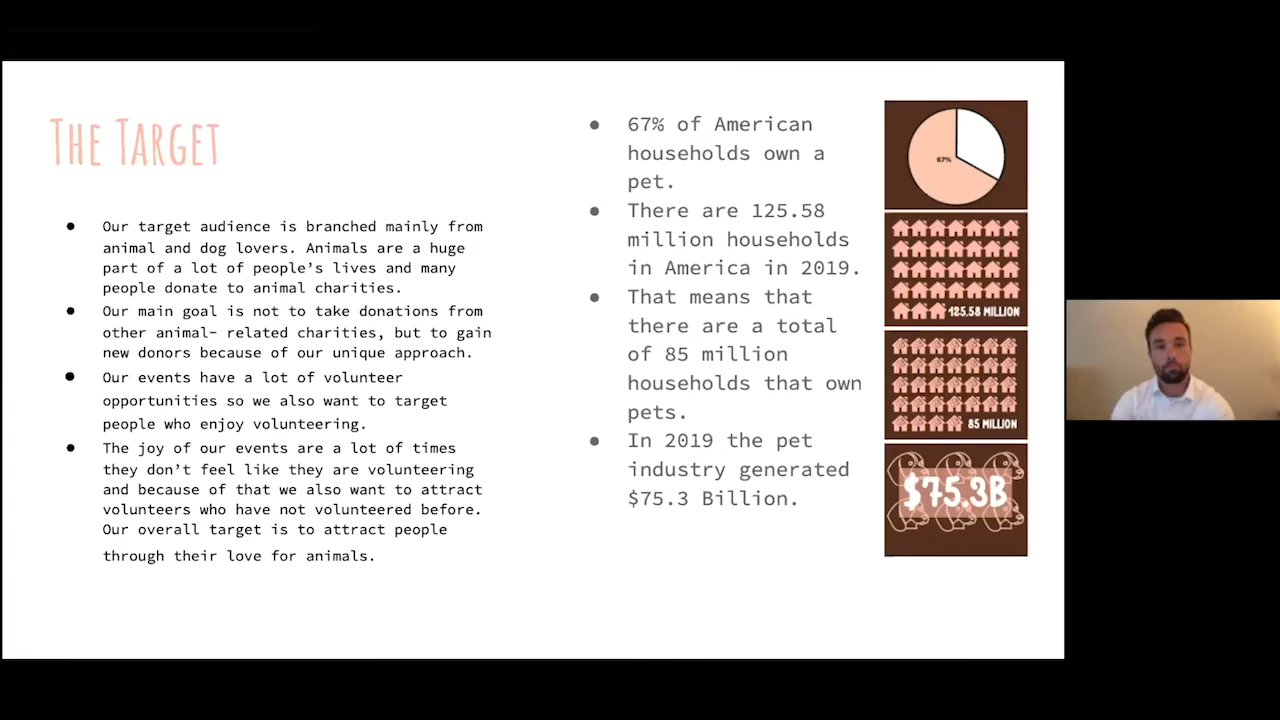 The Target
Our target audience is branched mainly from
animal and dog lovers. Animals are a huge
part of a lot of people’s lives and many
people donate to animal charities.
Our main goal is not to take donations from
other animal- related charities, but to gain
new donors because of our unique approach.
Our events have a lot of volunteer
opportunities so we also want to target
people who enjoy volunteering.
The joy of our events are a lot of times
they don’t feel like they are volunteering
and because of that we also want to attract
volunteers who have not volunteered before.
Our overall target is to attract people
through their love for animals.
67% of American
households own a
pet.
There are 125.58
million households
in America in 2019.
That means that
there are a total
of 85 million
households that own
pets.
In 2019 the pet
industry generated
$75.3 Billion.
67%
125.58 MILLION
85 MILLION
$75.3B